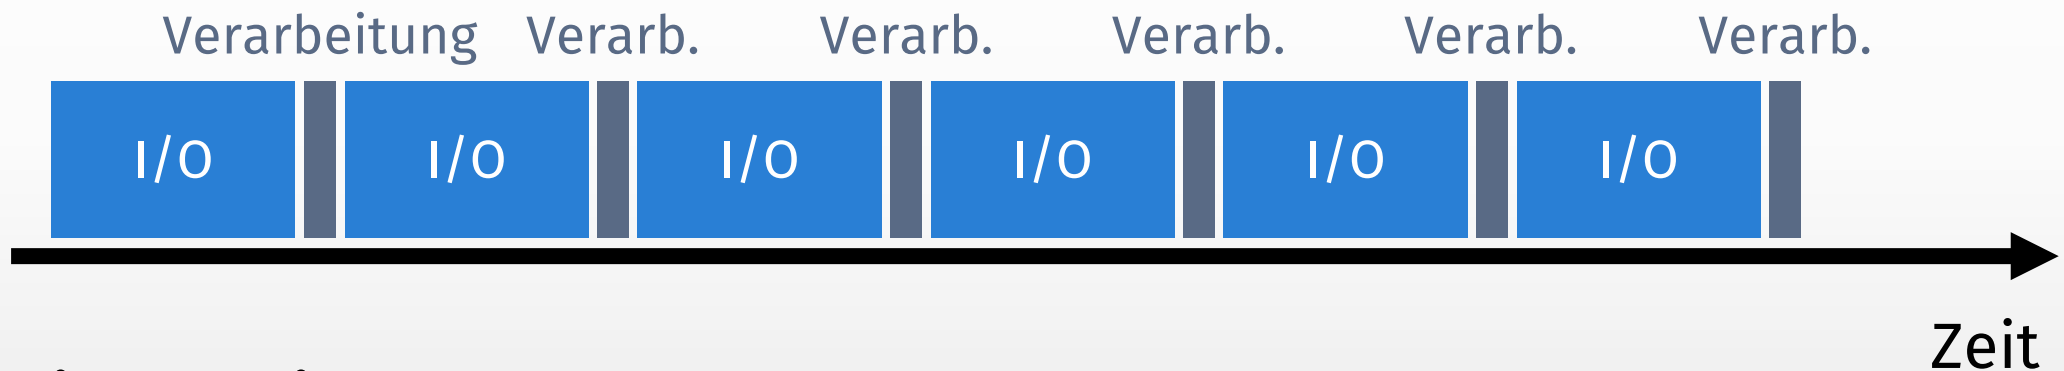 Verarbeitung Verarb. Verarb. Verarb. Verarb. Verarb.
I/O I/O I/O I/O I/O I/O
Zeit